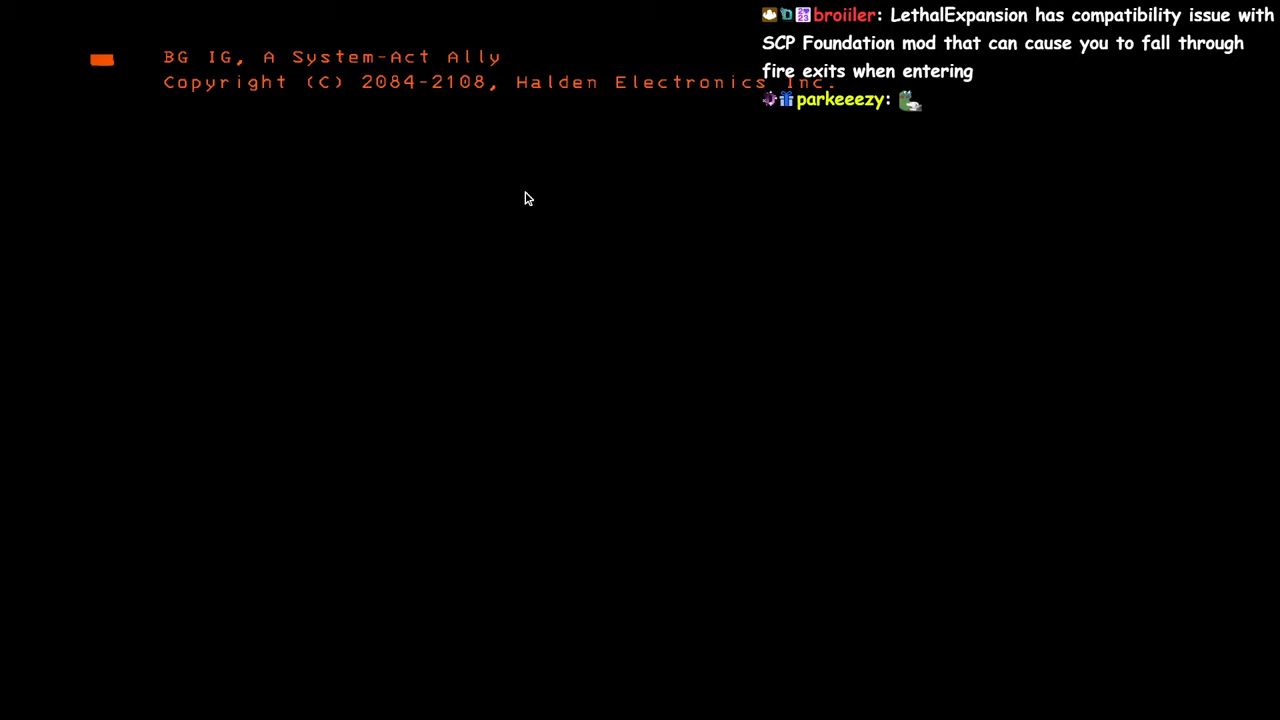 BG IG, A System-Act Ally
Copyright (C) 2084-2108, Halden Electronics Inc.
broiiler: LethalExpansion has compatibility issue with
SCP Foundation mod that can cause you to fall through
fire exits when entering
parkeeezy: